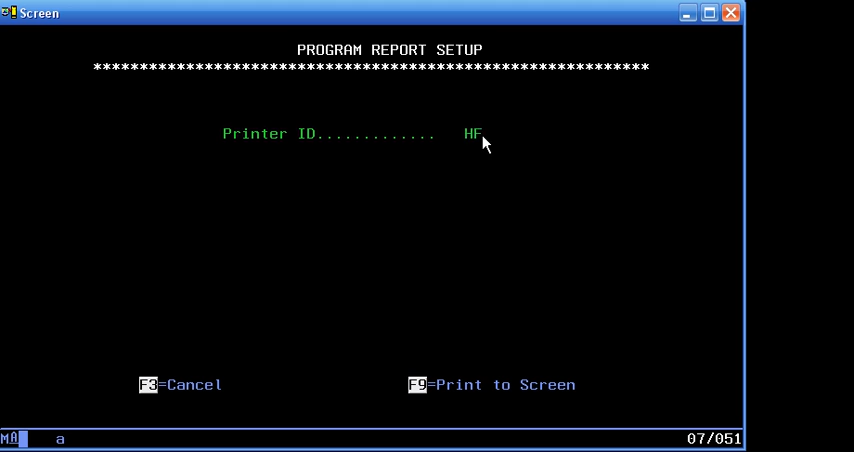 Screen
PROGRAM REPORT SETUP
************************************************************
Printer ID............. HF
F3=Cancel F9=Print to Screen
MA a 07/051